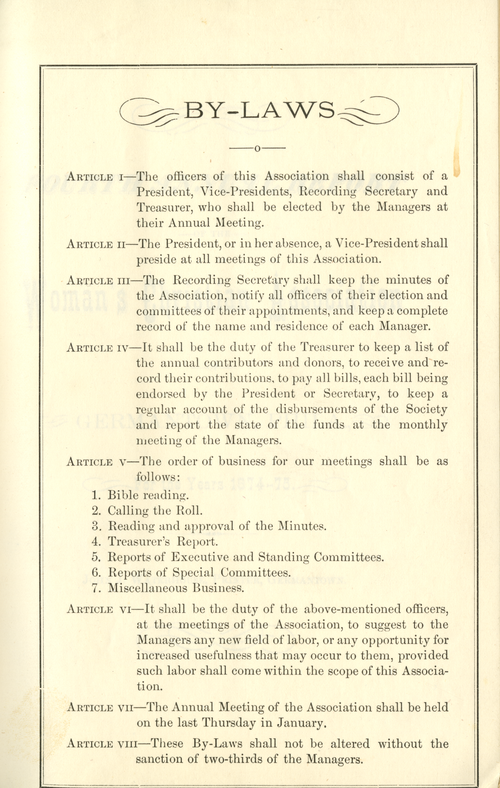 BY-LAWS
—o—
ARTICLE I—The officers of this Association shall consist of a
President, Vice-Presidents, Recording Secretary and
Treasurer, who shall be elected by the Managers at
their Annual Meeting.
ARTICLE II—The President, or in her absence, a Vice-President shall
preside at all meetings of this Association.
ARTICLE III—The Recording Secretary shall keep the minutes of
the Association, notify all officers of their election and
committees of their appointments, and keep a complete
record of the name and residence of each Manager.
ARTICLE IV—It shall be the duty of the Treasurer to keep a list of
the annual contributors and donors, to receive and re-
cord their contributions, to pay all bills, each bill being
endorsed by the President or Secretary, to keep a
regular account of the disbursements of the Society
and report the state of the funds at the monthly
meeting of the Managers.
ARTICLE V—The order of business for our meetings shall be as
follows:
1. Bible reading.
2. Calling the Roll.
3. Reading and approval of the Minutes.
4. Treasurer's Report.
5. Reports of Executive and Standing Committees.
6. Reports of Special Committees.
7. Miscellaneous Business.
ARTICLE VI—It shall be the duty of the above-mentioned officers,
at the meetings of the Association, to suggest to the
Managers any new field of labor, or any opportunity for
increased usefulness that may occur to them, provided
such labor shall come within the scope of this Associa-
tion.
ARTICLE VII—The Annual Meeting of the Association shall be held
on the last Thursday in January.
ARTICLE VIII—These By-Laws shall not be altered without the
sanction of two-thirds of the Managers.